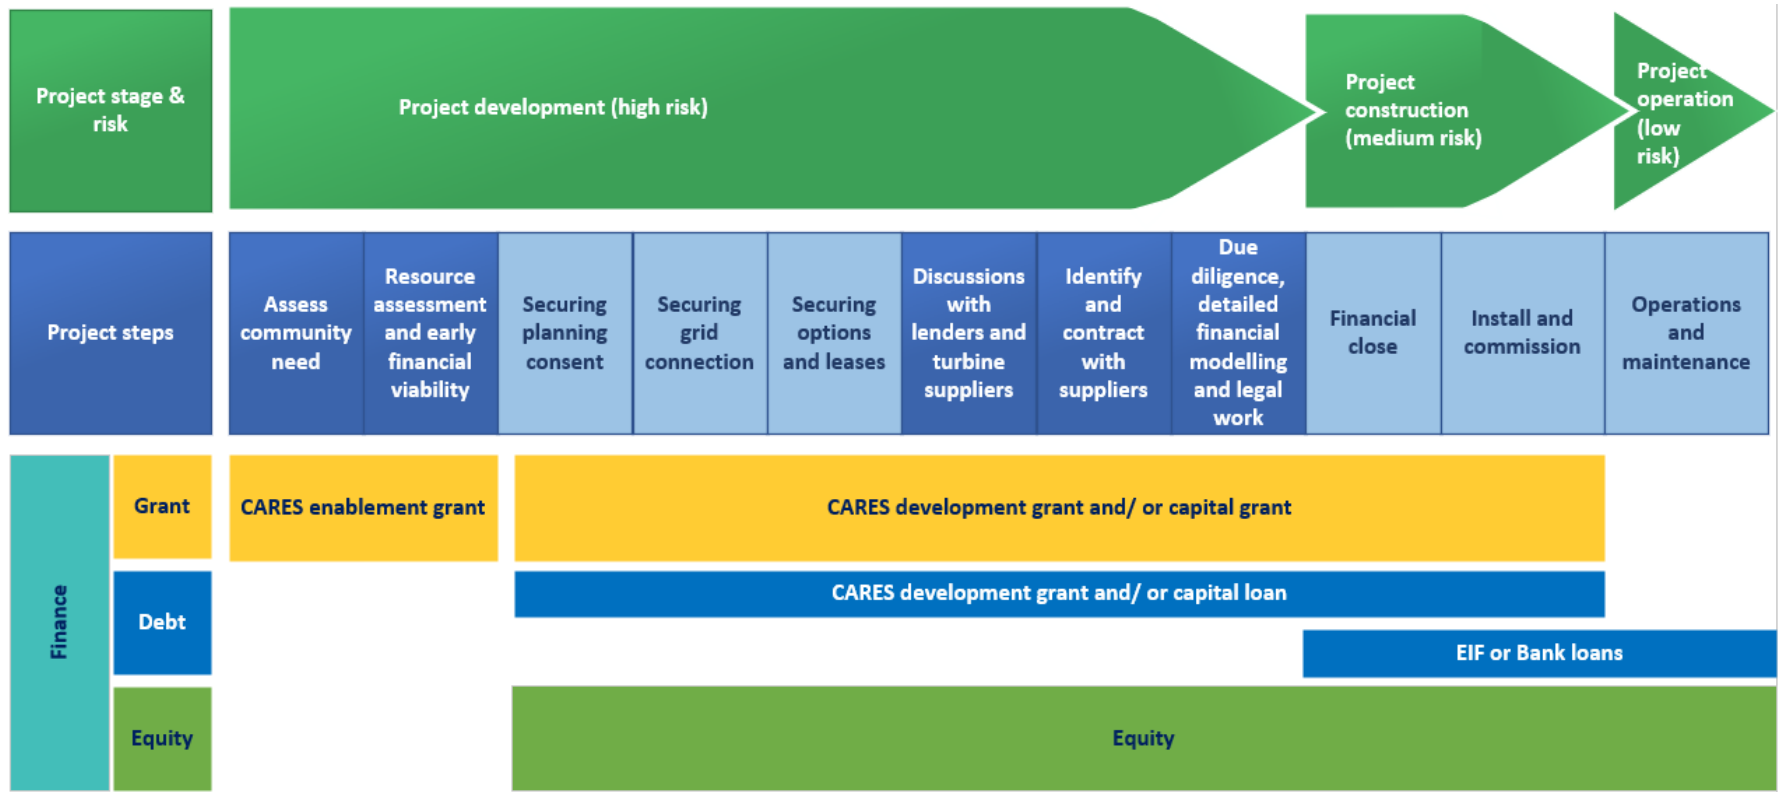 Project stage &
risk
Project development (high risk)
Project
construction
(medium risk)
Project
operation
(low
risk)
Project steps
Assess
community
need
Resource
assessment
and early
financial
viability
Securing
planning
consent
Securing
grid
connection
Securing
options
and leases
Discussions
with
lenders and
turbine
suppliers
Identify
and
contract
with
suppliers
Due
diligence,
detailed
financial
modelling
and legal
work
Financial
close
Install and
commission
Operations
and
maintenance
Finance
Grant
CARES enablement grant
CARES development grant and/ or capital grant
Debt
CARES development grant and/ or capital loan
EIF or Bank loans
Equity
Equity